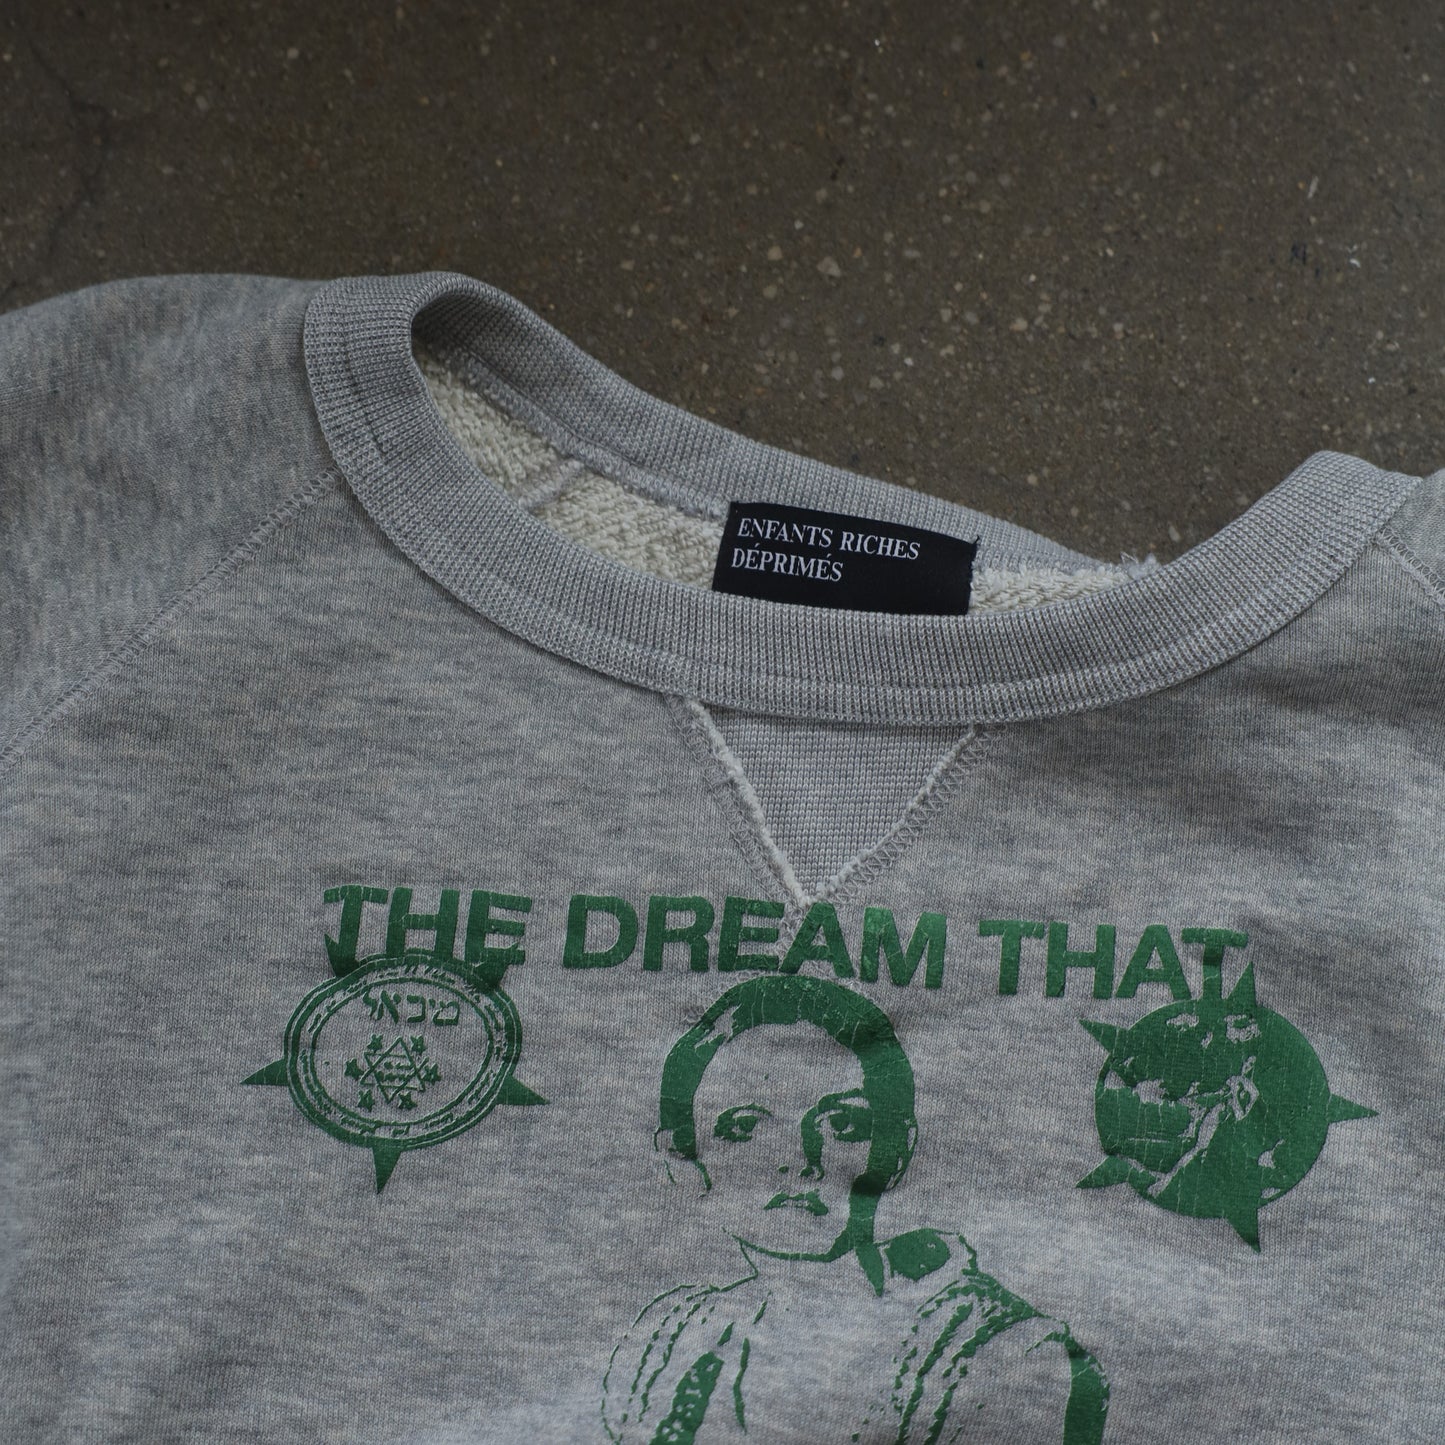 ENFANTS RICHES
DÉPRIMÉS
THE DREAM THAT
מיכאל